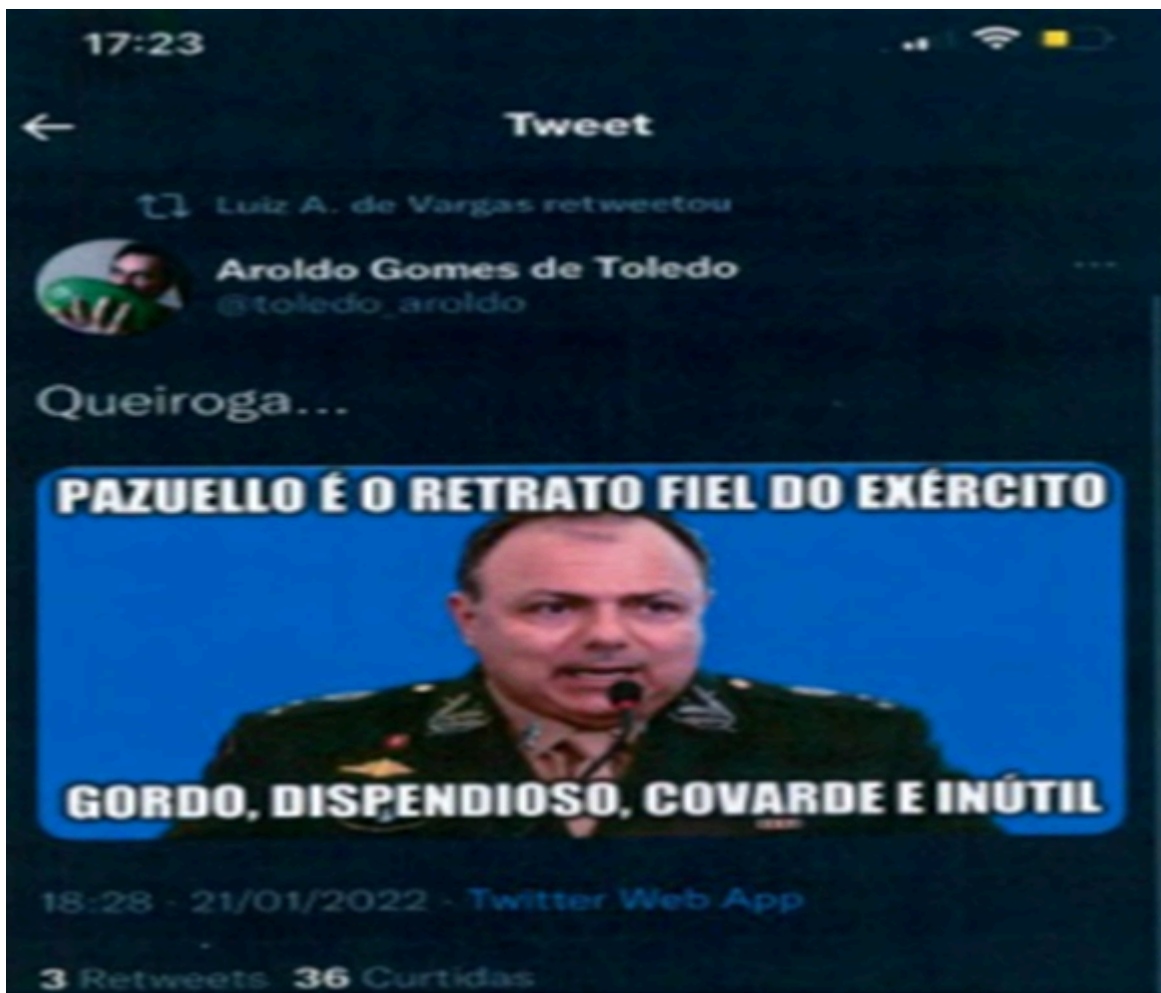 17:23
Tweet
Luiz A. de Vargas retweetou
Aroldo Gomes de Toledo
@toledo_aroldo
Queiroga...
PAZUELLO É O RETRATO FIEL DO EXÉRCITO
GORDO, DISPENDIOSO, COVARDE E INÚTIL
18:28 · 21/01/2022 · Twitter Web App
3 Retweets 36 Curtidas